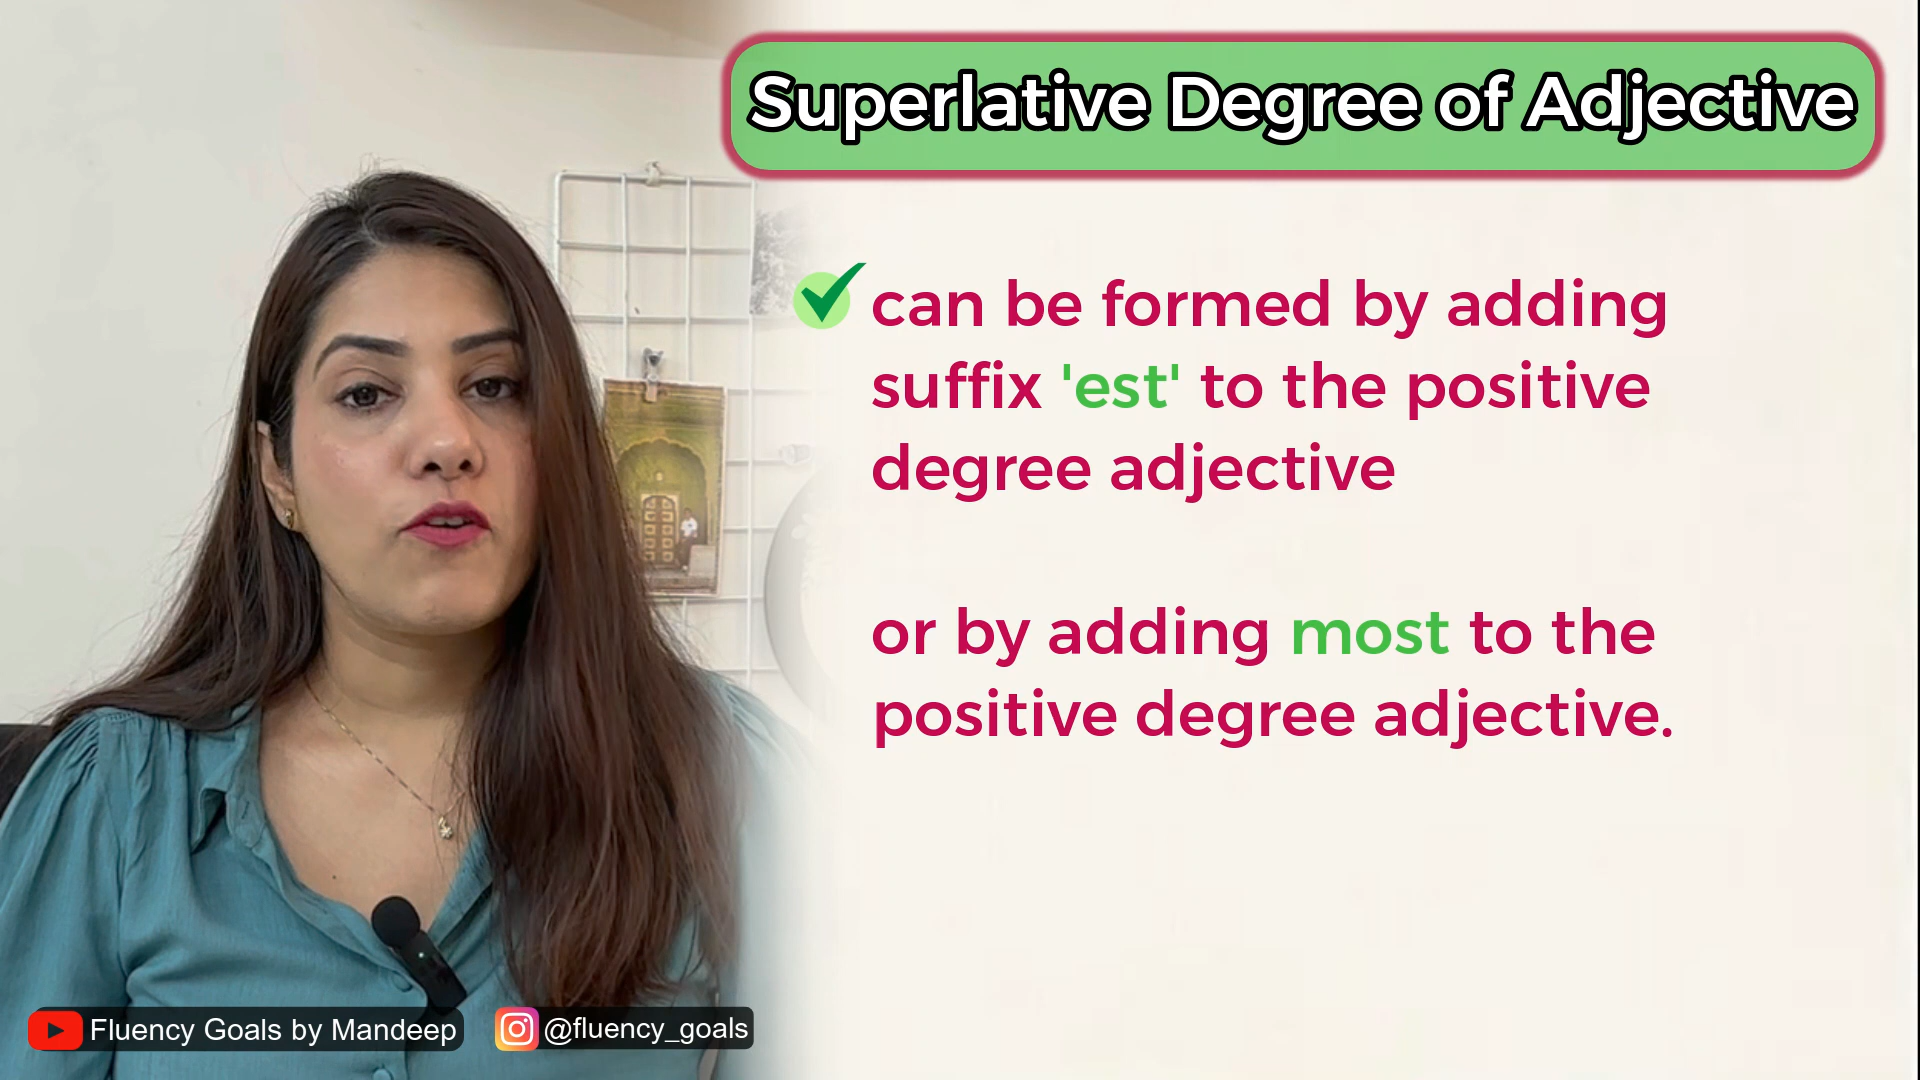 Superlative Degree of Adjective
can be formed by adding
suffix 'est' to the positive
degree adjective
or by adding most to the
positive degree adjective.
Fluency Goals by Mandeep
@fluency_goals